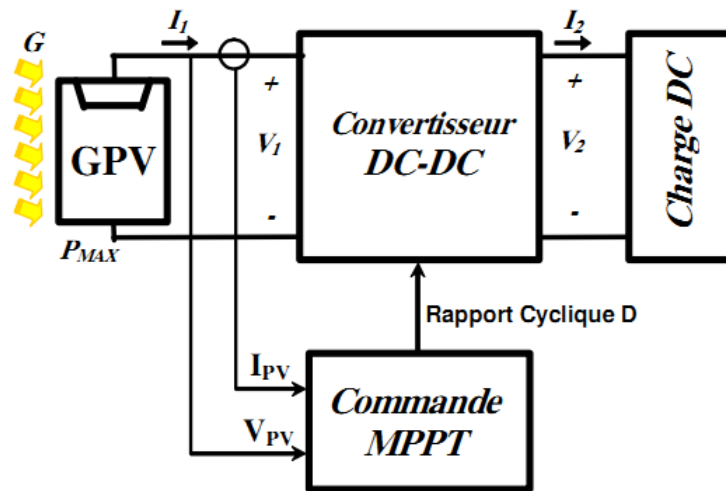 G
I1
I2
GPV
PMAX
+
V1
-
Convertisseur
DC-DC
+
V2
-
Charge DC
Rapport Cyclique D
IPV
VPV
Commande
MPPT